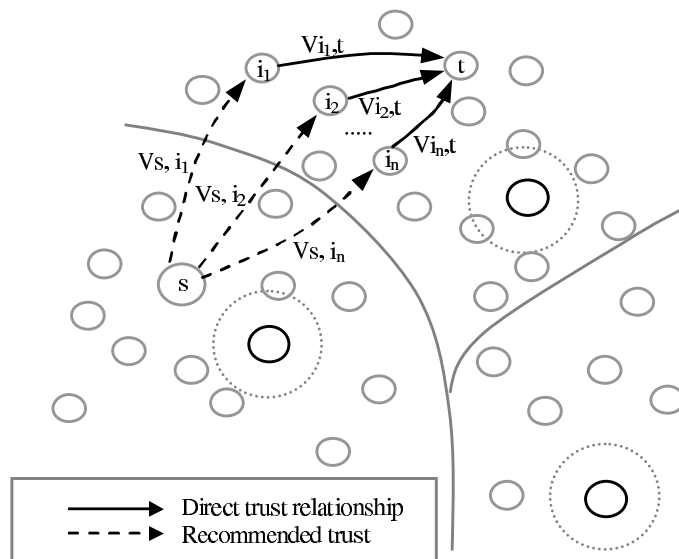 Vi₁,t
i₁
t
i₂
Vi₂,t
.....
Viₙ,t
iₙ
Vs, i₁
Vs, i₂
Vs, iₙ
s
Direct trust relationship
Recommended trust